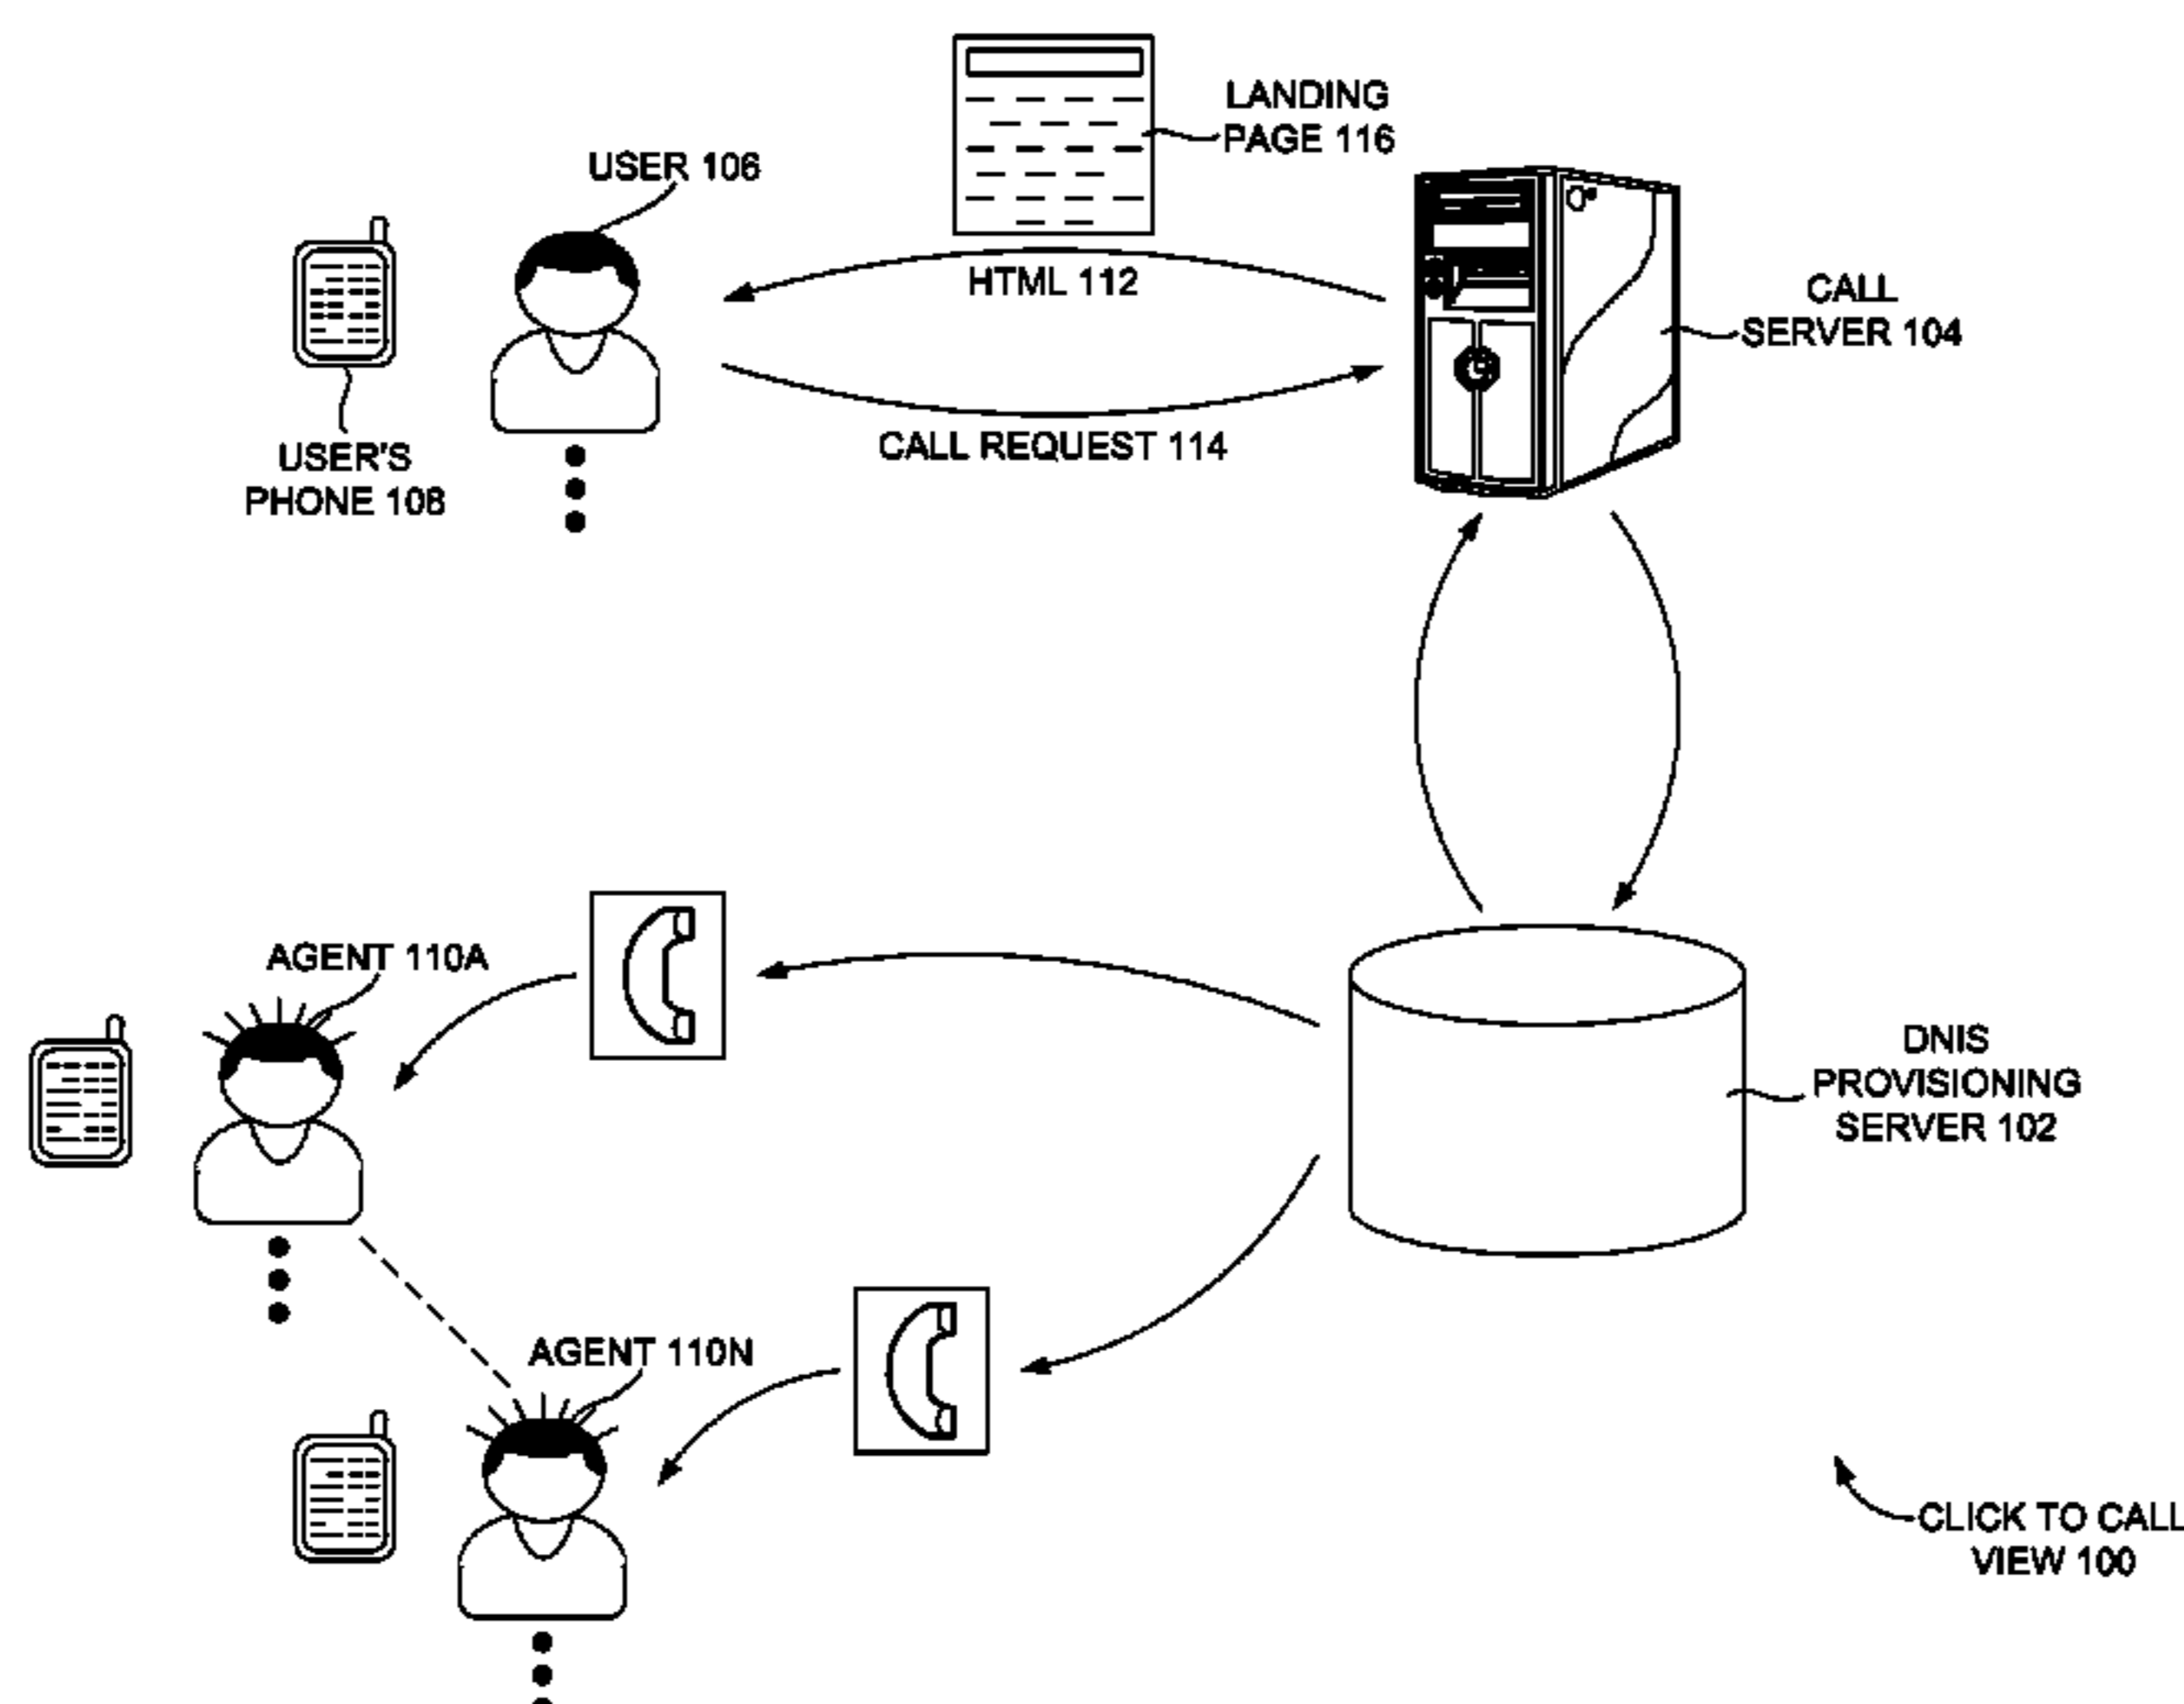 LANDING
PAGE 116
USER 106
HTML 112
CALL
SERVER 104
CALL REQUEST 114
USER'S
PHONE 108
AGENT 110A
DNIS
PROVISIONING
SERVER 102
AGENT 110N
CLICK TO CALL
VIEW 100